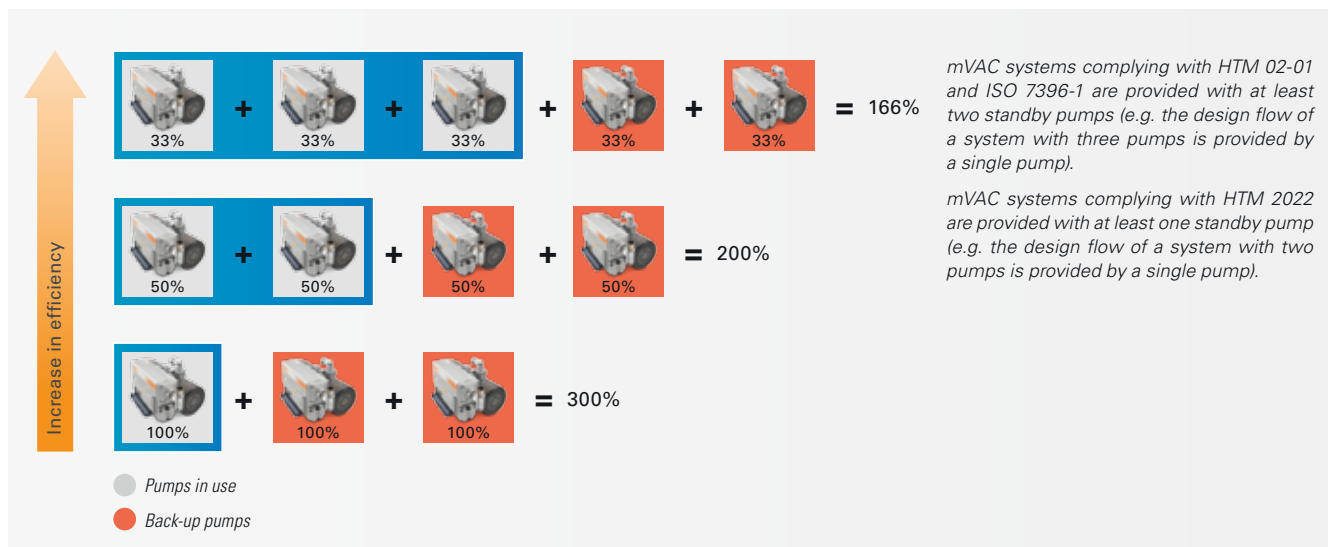 Increase in efficiency
33% + 33% + 33% + 33% + 33% = 166%
50% + 50% + 50% + 50% = 200%
100% + 100% + 100% = 300%
Pumps in use
Back-up pumps
mVAC systems complying with HTM 02-01
and ISO 7396-1 are provided with at least
two standby pumps (e.g. the design flow of
a system with three pumps is provided by
a single pump).
mVAC systems complying with HTM 2022
are provided with at least one standby pump
(e.g. the design flow of a system with two
pumps is provided by a single pump).